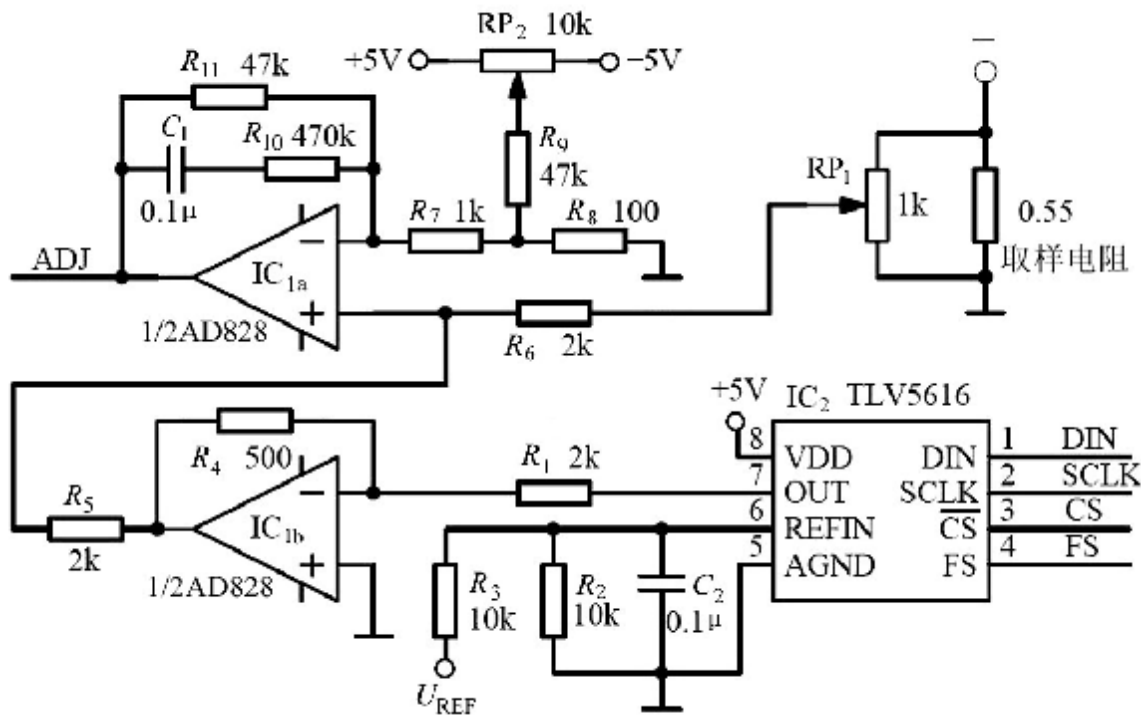 RP₂ 10k
+5V
−5V
R₁₁ 47k
C₁
R₁₀ 470k
0.1μ
R₉
47k
R₇ 1k
R₈ 100
RP₁
1k
0.55
取样电阻
−
ADJ
−
IC₁ₐ
+
1/2AD828
R₆ 2k
+5V
IC₂ TLV5616
R₄ 500
R₁ 2k
R₅
2k
−
IC₁b
+
1/2AD828
8 VDD
7 OUT
6 REFIN
5 AGND
DIN 1 DIN
SCLK 2 SCLK
C̅S̅ 3 CS
FS 4 FS
R₃
10k
R₂
10k
C₂
0.1μ
U_REF